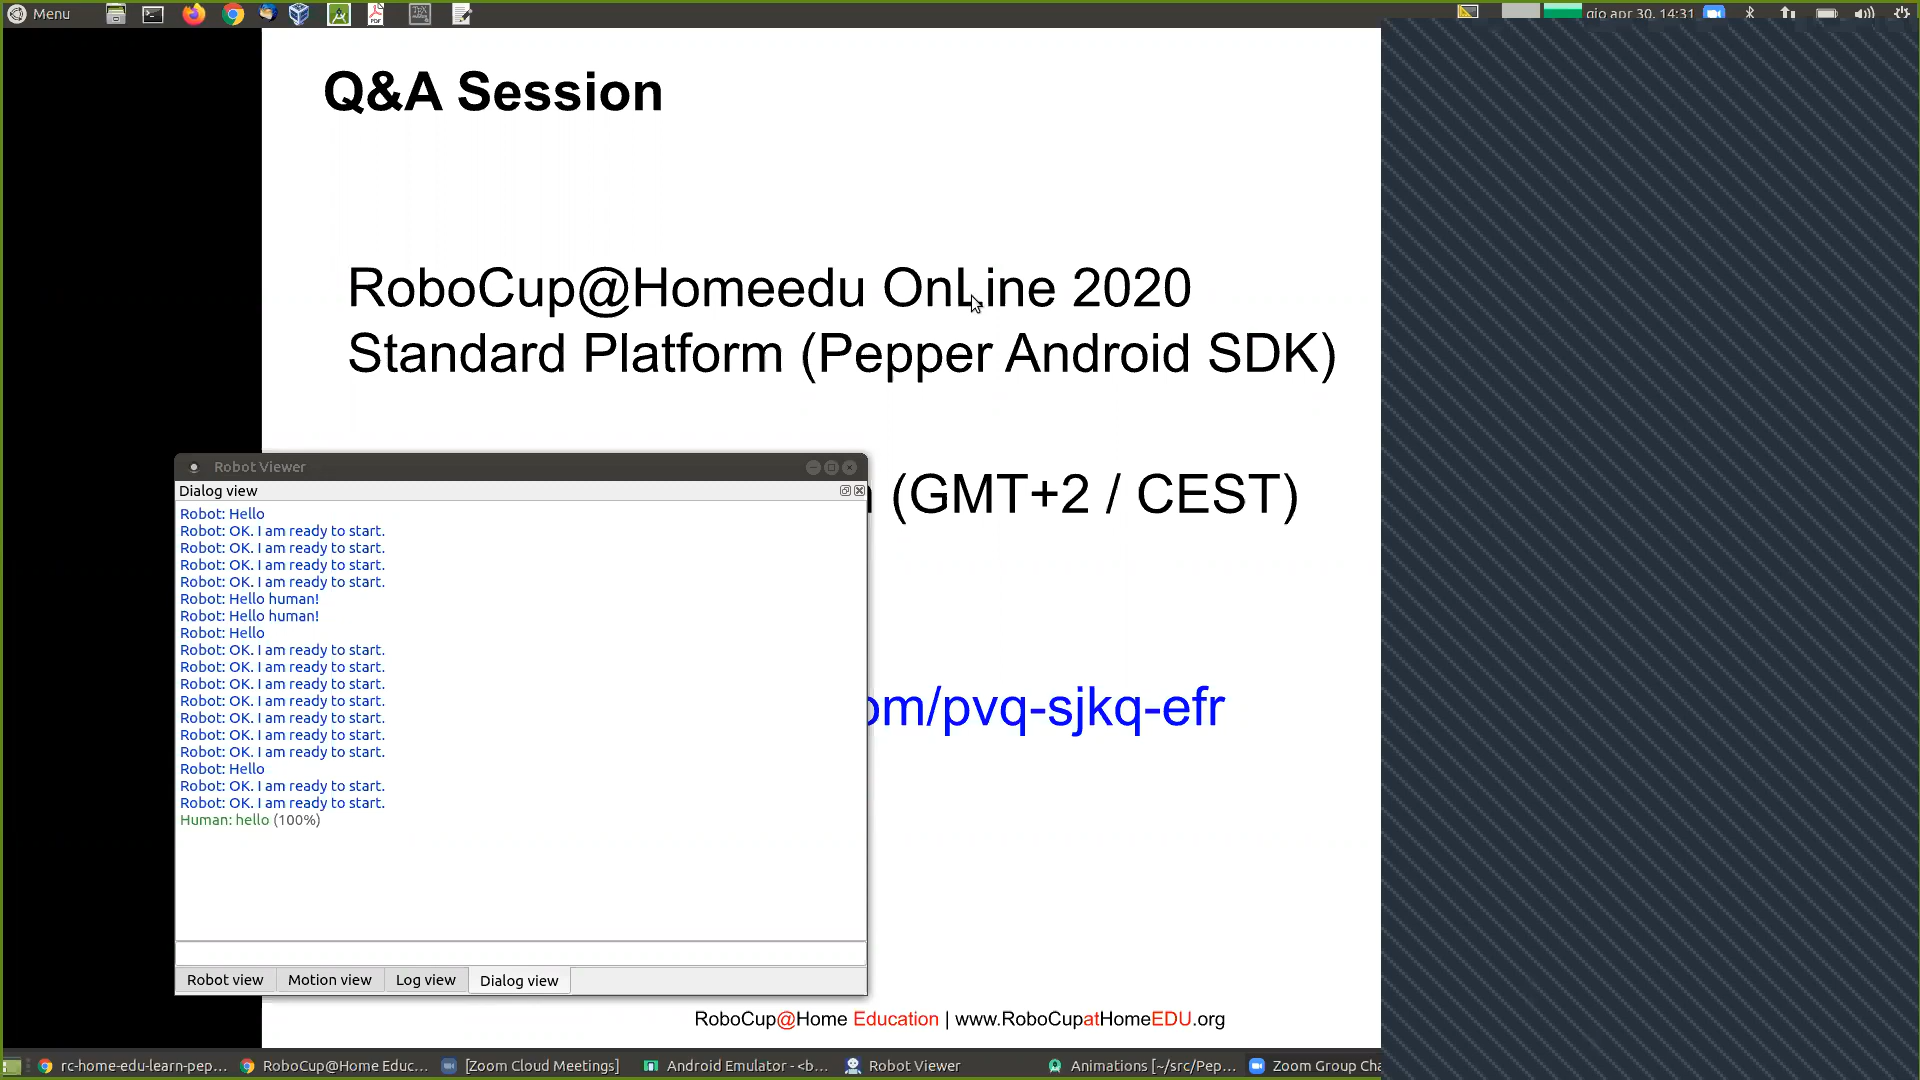 Menu
gio apr 30, 14:31
Q&A Session
RoboCup@Homeedu OnLine 2020
Standard Platform (Pepper Android SDK)
(GMT+2 / CEST)
om/pvq-sjkq-efr
Robot Viewer
Dialog view
Robot: Hello
Robot: OK. I am ready to start.
Robot: OK. I am ready to start.
Robot: OK. I am ready to start.
Robot: OK. I am ready to start.
Robot: Hello human!
Robot: Hello human!
Robot: Hello
Robot: OK. I am ready to start.
Robot: OK. I am ready to start.
Robot: OK. I am ready to start.
Robot: OK. I am ready to start.
Robot: OK. I am ready to start.
Robot: OK. I am ready to start.
Robot: OK. I am ready to start.
Robot: Hello
Robot: OK. I am ready to start.
Robot: OK. I am ready to start.
Human: hello (100%)
Robot view Motion view Log view Dialog view
RoboCup@Home Education | www.RoboCupatHomeEDU.org
rc-home-edu-learn-pep... RoboCup@Home Educ... [Zoom Cloud Meetings] Android Emulator - <b... Robot Viewer Animations [~/src/Pep... Zoom Group Cha